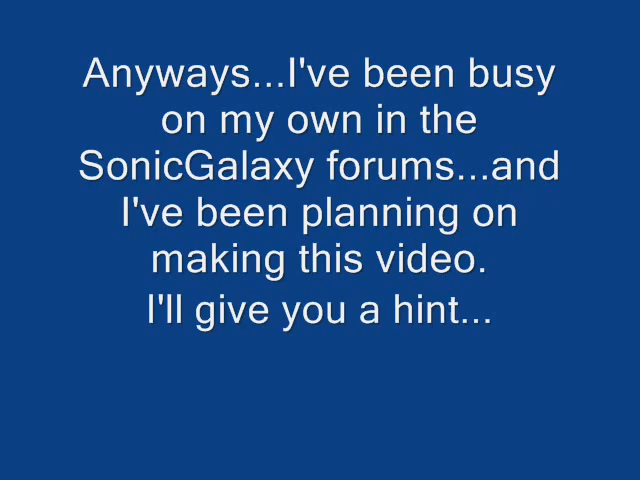 Anyways...I've been busy
on my own in the
SonicGalaxy forums...and
I've been planning on
making this video.
I'll give you a hint...